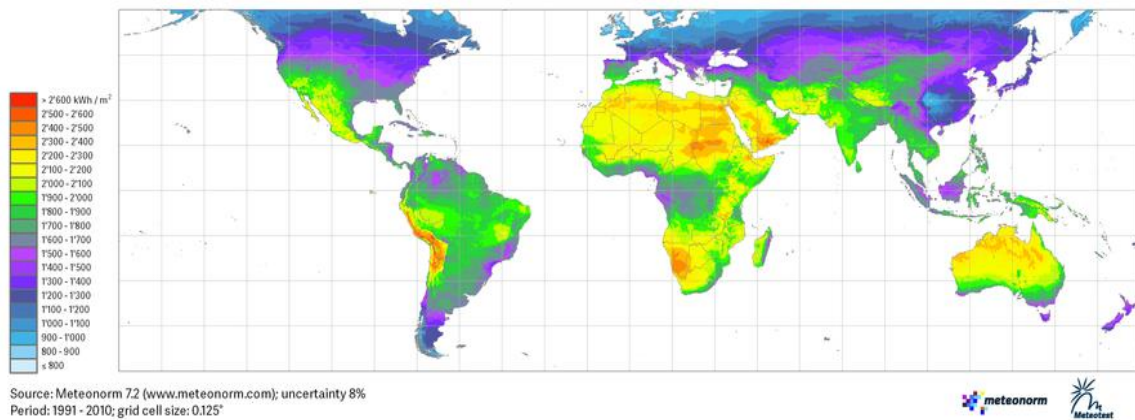 > 2'600 kWh / m²
2'500 - 2'600
2'400 - 2'500
2'300 - 2'400
2'200 - 2'300
2'100 - 2'200
2'000 - 2'100
1'900 - 2'000
1'800 - 1'900
1'700 - 1'800
1'600 - 1'700
1'500 - 1'600
1'400 - 1'500
1'300 - 1'400
1'200 - 1'300
1'100 - 1'200
1'000 - 1'100
900 - 1'000
800 - 900
≤ 800
Source: Meteonorm 7.2 (www.meteonorm.com); uncertainty 8%
Period: 1991 - 2010; grid cell size: 0.125°
meteonorm
Meteotest